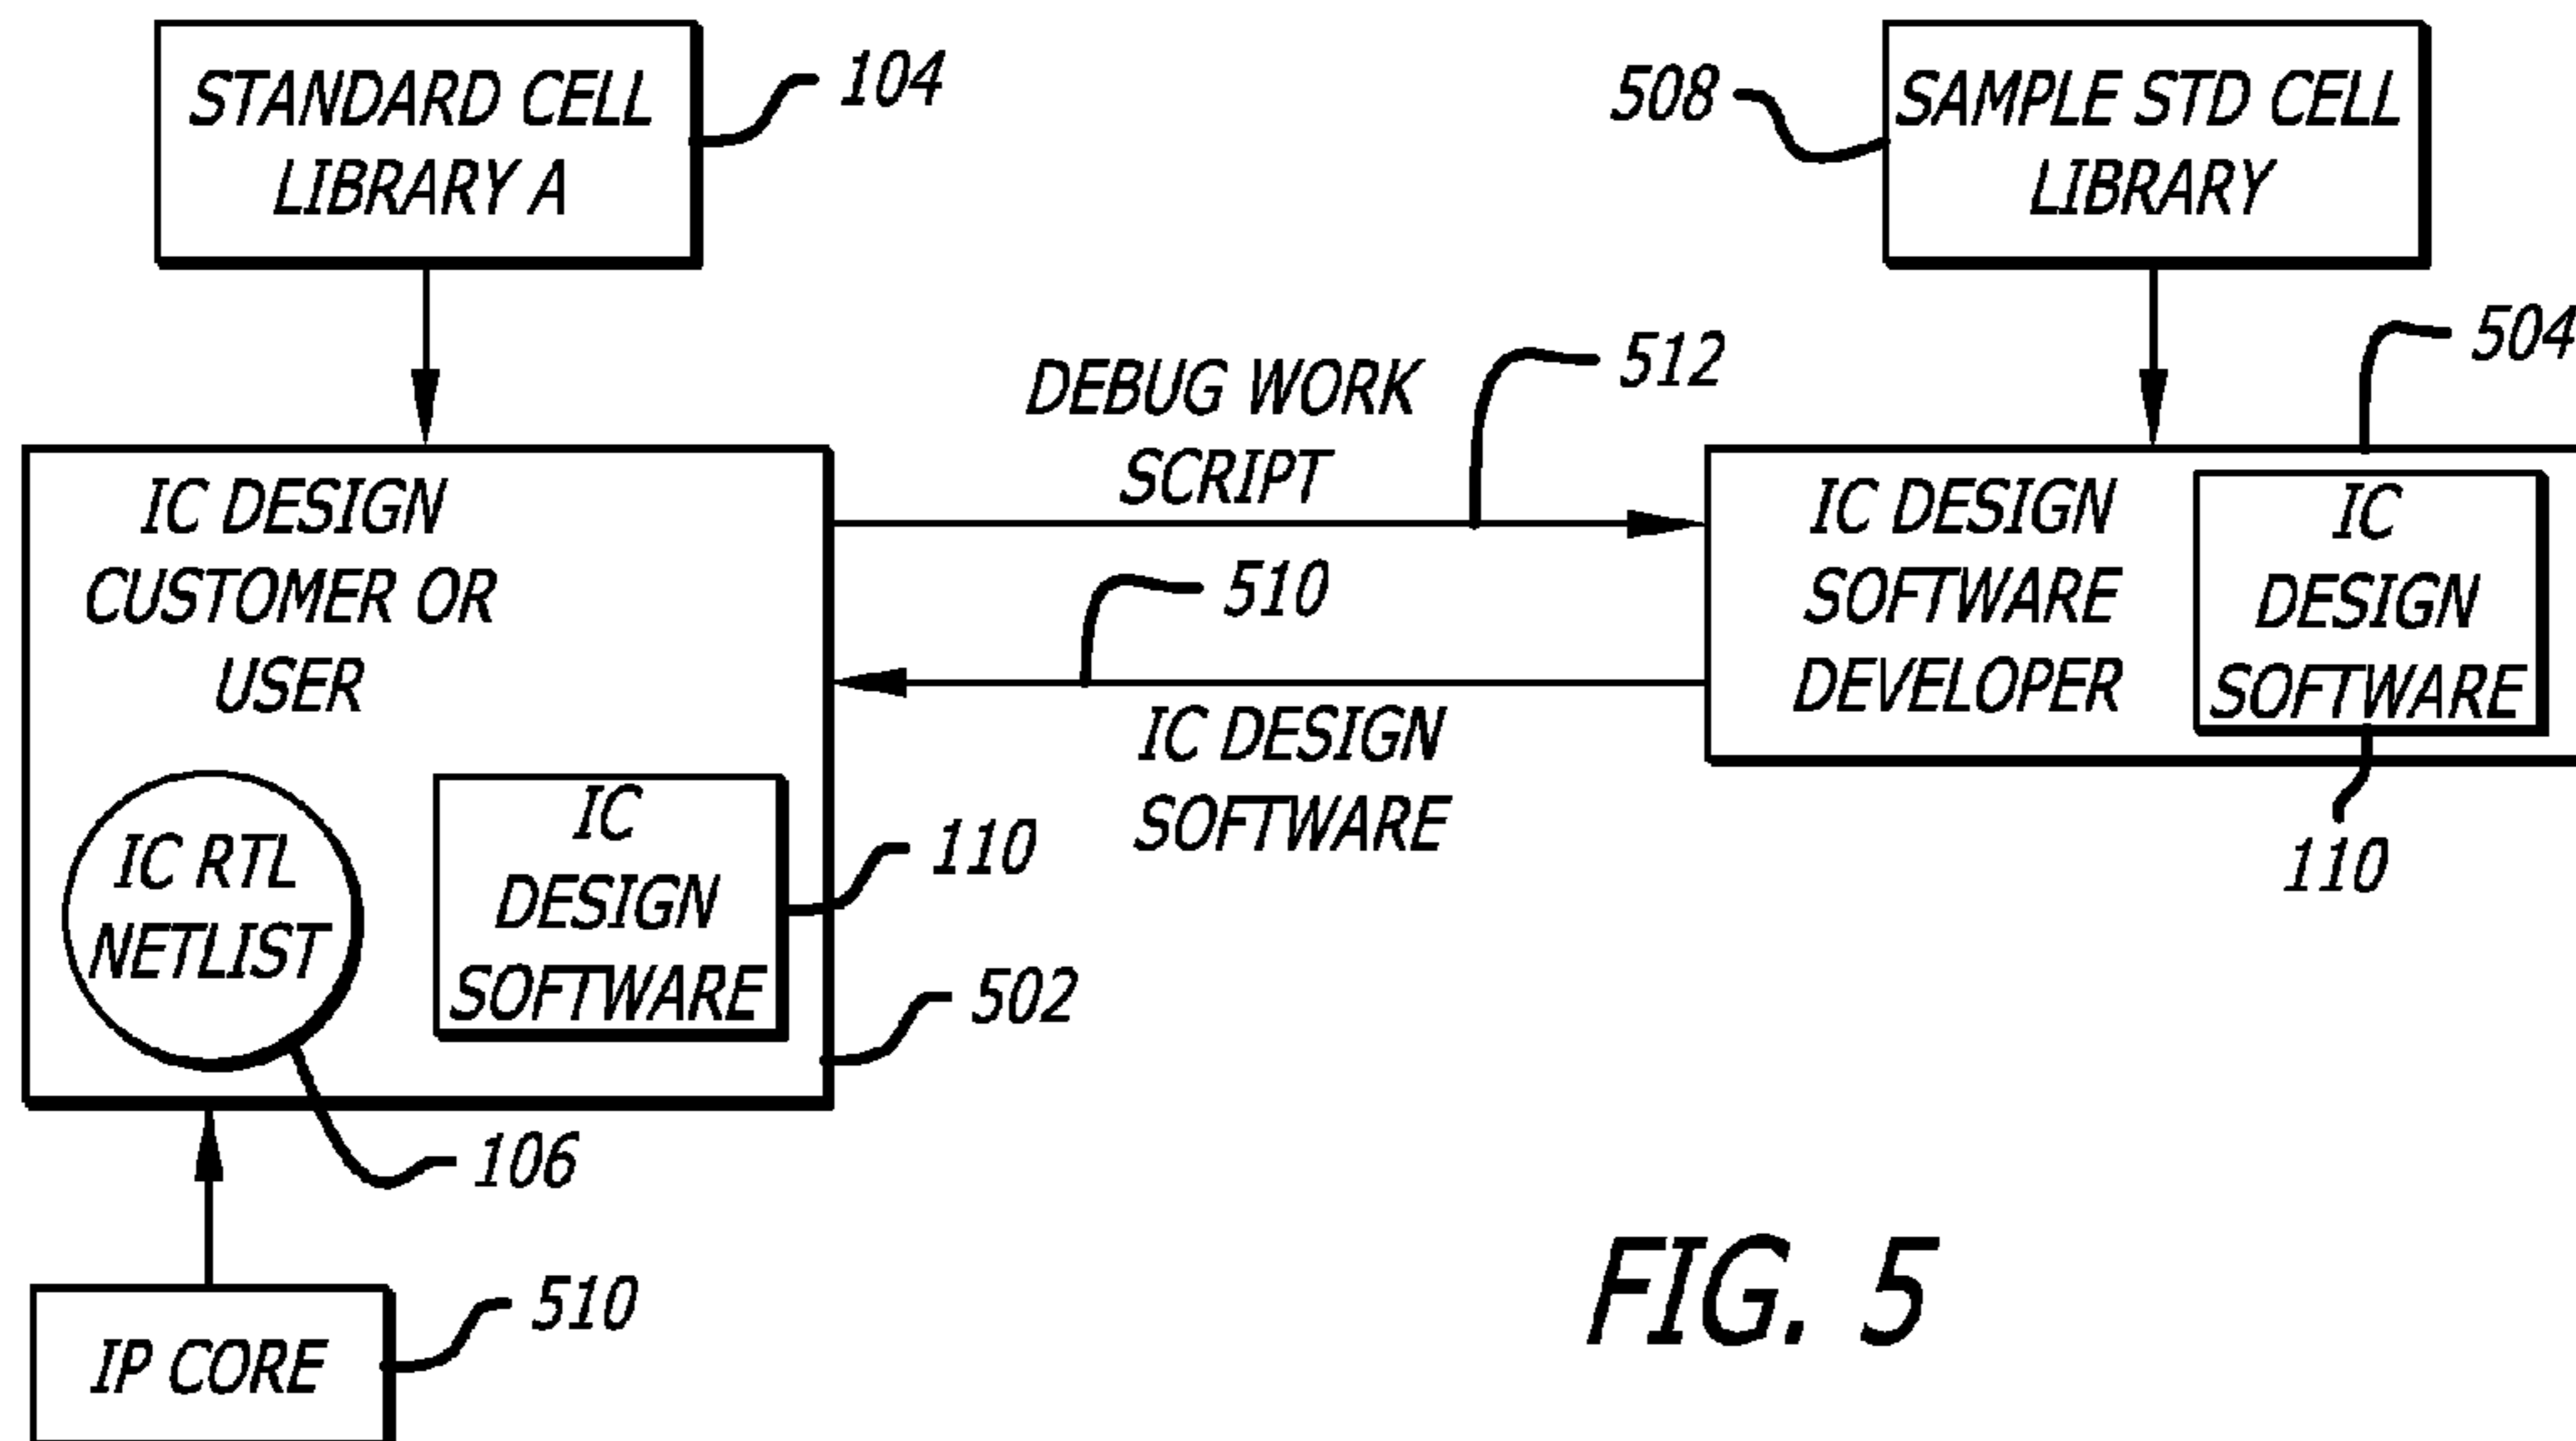 STANDARD CELL
LIBRARY A
104
508
SAMPLE STD CELL
LIBRARY
504
512
DEBUG WORK
SCRIPT
IC DESIGN
CUSTOMER OR
USER
IC DESIGN
SOFTWARE
DEVELOPER
IC
DESIGN
SOFTWARE
510
IC DESIGN
SOFTWARE
110
IC RTL
NETLIST
IC
DESIGN
SOFTWARE
110
502
106
IP CORE
510
FIG. 5